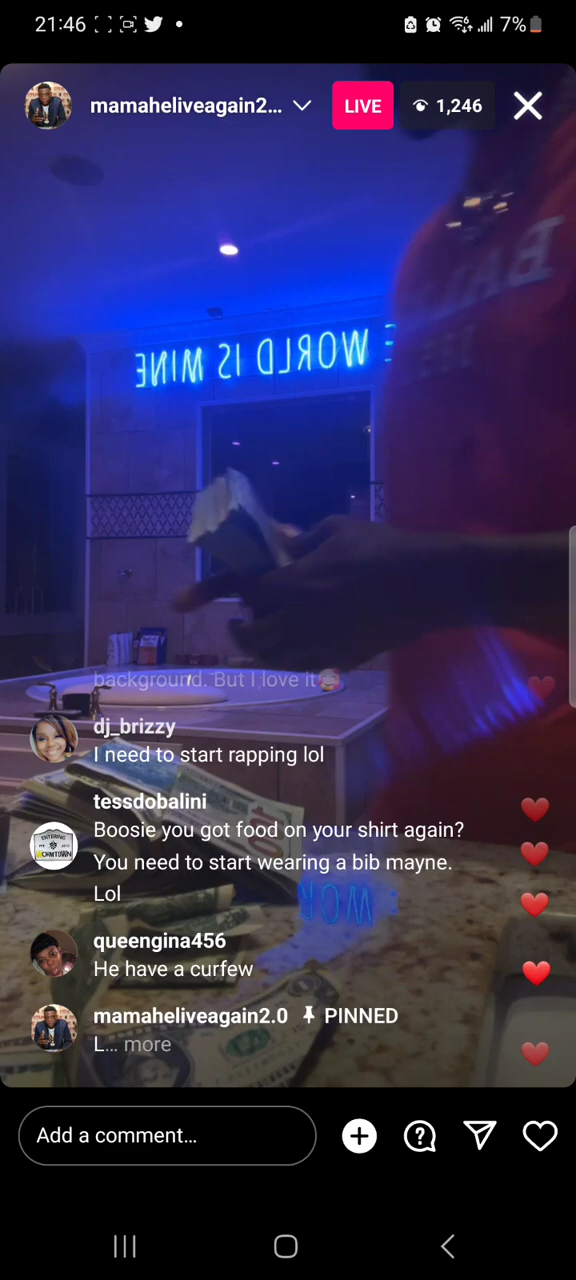 21:46
7%
mamaheliveagain2...
LIVE
1,246
WORLD IS MINE
background. But I love it
dj_brizzy
I need to start rapping lol
tessdobalini
Boosie you got food on your shirt again?
You need to start wearing a bib mayne.
Lol
queengina456
He have a curfew
mamaheliveagain2.0 PINNED
L... more
Add a comment...